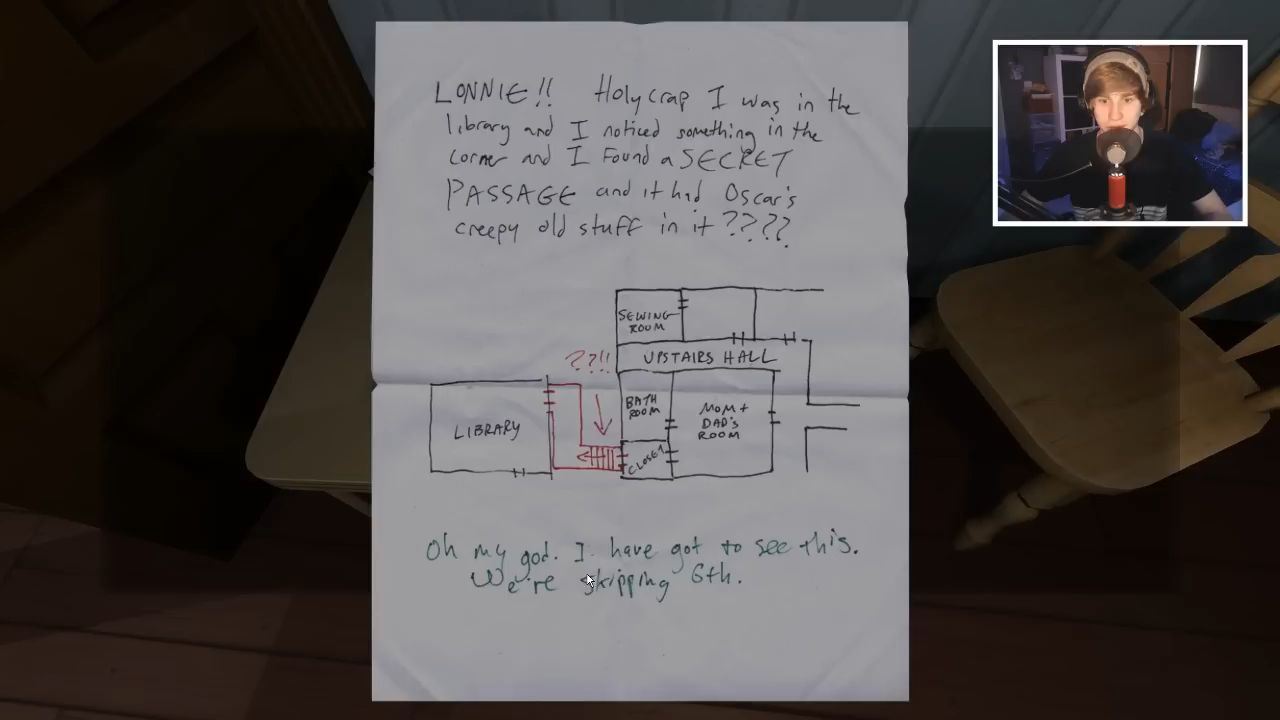 LONNIE!! Holy crap I was in the
library and I noticed something in the
corner and I found a SECRET
PASSAGE and it had Oscar's
creepy old stuff in it ????
SEWING
ROOM
UPSTAIRS HALL
??!!
BATH
ROOM
MOM +
DAD'S
ROOM
LIBRARY
CLOSET
Oh my god. I have got to see this.
We're skipping 6th.